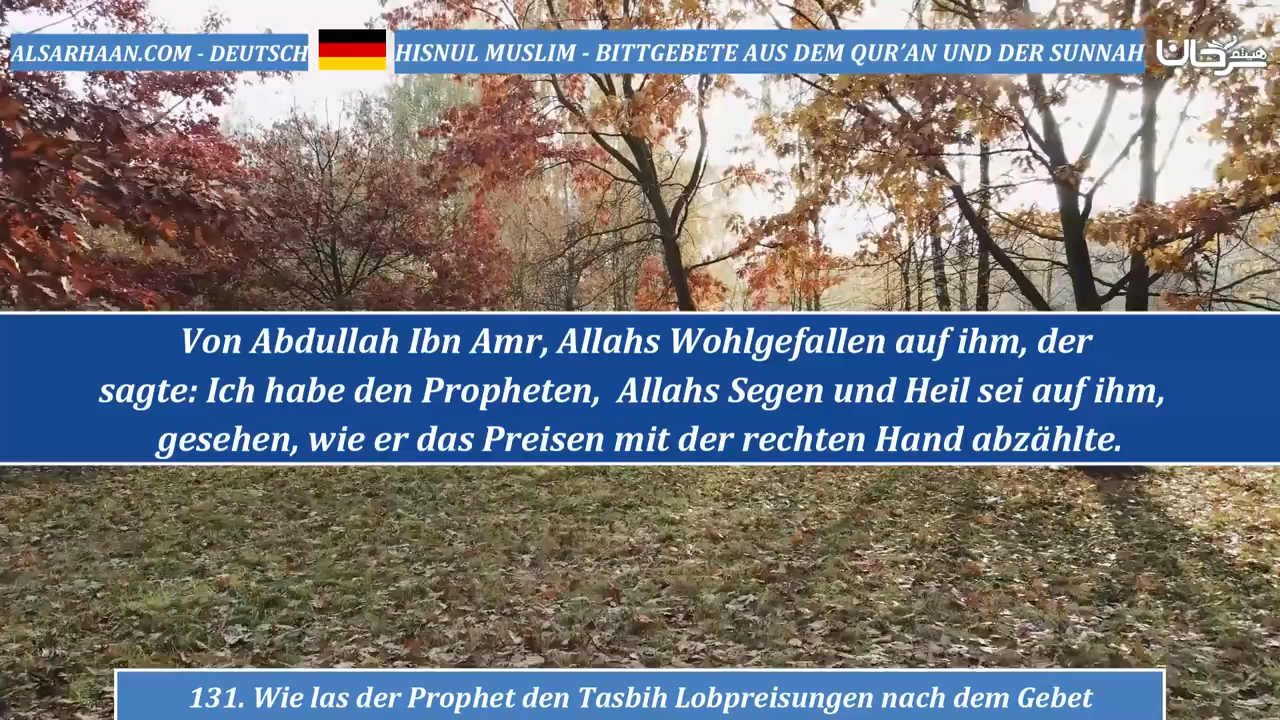 ALSARHAAN.COM - DEUTSCH
HISNUL MUSLIM - BITTGEBETE AUS DEM QUR'AN UND DER SUNNAH
هيثم سرحان
Von Abdullah Ibn Amr, Allahs Wohlgefallen auf ihm, der
sagte: Ich habe den Propheten, Allahs Segen und Heil sei auf ihm,
gesehen, wie er das Preisen mit der rechten Hand abzählte.
131. Wie las der Prophet den Tasbih Lobpreisungen nach dem Gebet